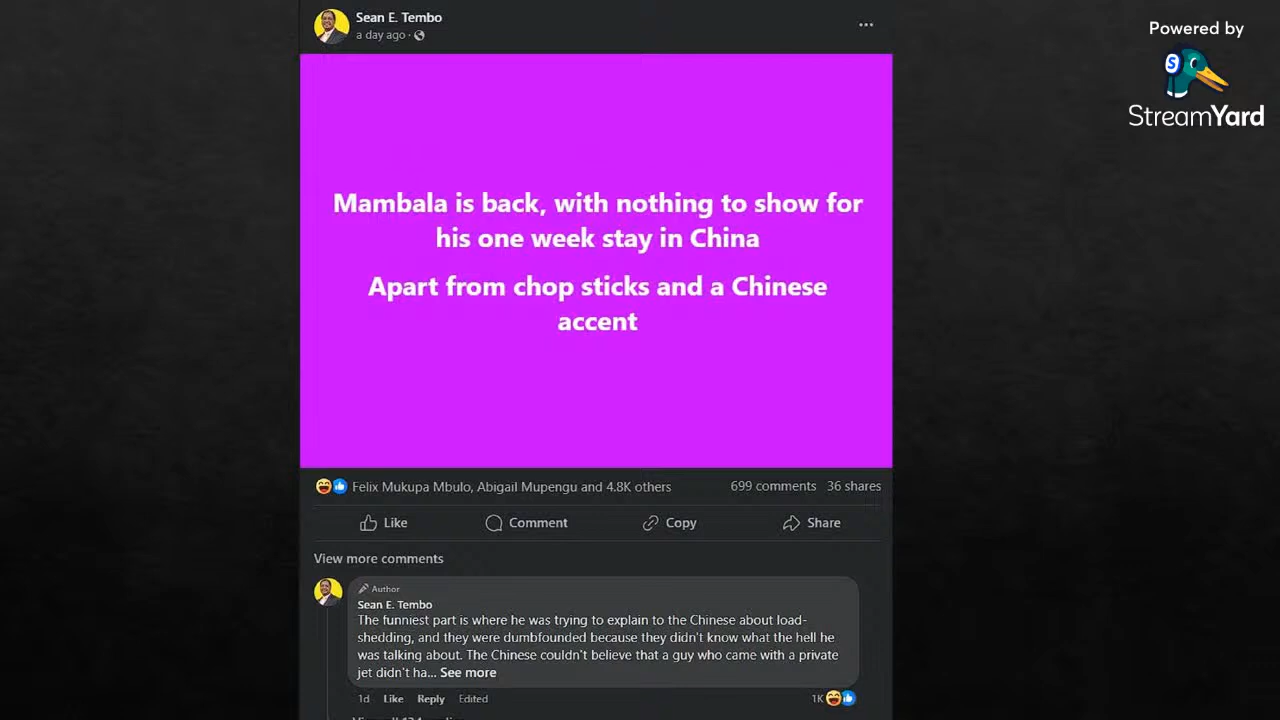 Sean E. Tembo
a day ago ·
Powered by
S
StreamYard
Mambala is back, with nothing to show for
his one week stay in China
Apart from chop sticks and a Chinese
accent
Felix Mukupa Mbulo, Abigail Mupengu and 4.8K others
699 comments 36 shares
Like Comment Copy Share
View more comments
Author
Sean E. Tembo
The funniest part is where he was trying to explain to the Chinese about load-
shedding, and they were dumbfounded because they didn't know what the hell he
was talking about. The Chinese couldn't believe that a guy who came with a private
jet didn't ha... See more
1d Like Reply Edited
1K